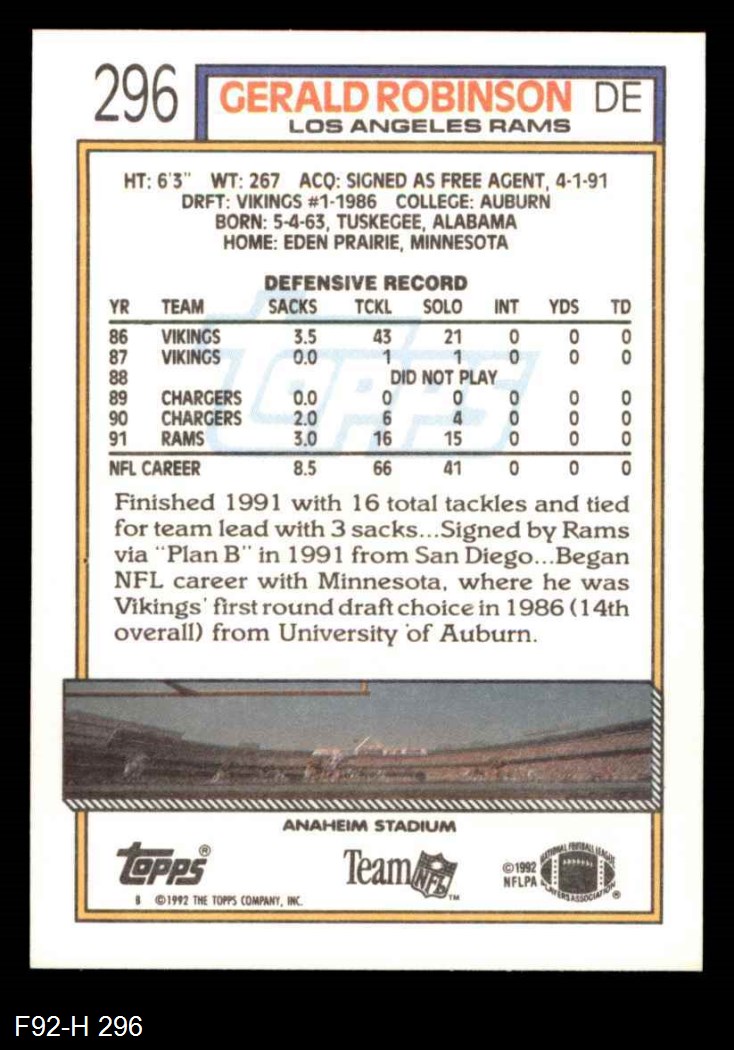 296 GERALD ROBINSON DE
LOS ANGELES RAMS
HT: 6'3" WT: 267 ACQ: SIGNED AS FREE AGENT, 4-1-91
DRFT: VIKINGS #1-1986 COLLEGE: AUBURN
BORN: 5-4-63, TUSKEGEE, ALABAMA
HOME: EDEN PRAIRIE, MINNESOTA
DEFENSIVE RECORD
YR TEAM SACKS TCKL SOLO INT YDS TD
86 VIKINGS 3.5 43 21 0 0 0
87 VIKINGS 0.0 1 1 0 0 0
88 DID NOT PLAY
89 CHARGERS 0.0 0 0 0 0 0
90 CHARGERS 2.0 6 4 0 0 0
91 RAMS 3.0 16 15 0 0 0
NFL CAREER 8.5 66 41 0 0 0
TOPPS
Finished 1991 with 16 total tackles and tied
for team lead with 3 sacks...Signed by Rams
via "Plan B" in 1991 from San Diego...Began
NFL career with Minnesota, where he was
Vikings' first round draft choice in 1986 (14th
overall) from University of Auburn.
ANAHEIM STADIUM
TOPPS® Team NFL™ ©1992 NFLPA NATIONAL FOOTBALL LEAGUE PLAYERS ASSOCIATION ®
B ©1992 THE TOPPS COMPANY, INC.
F92-H 296